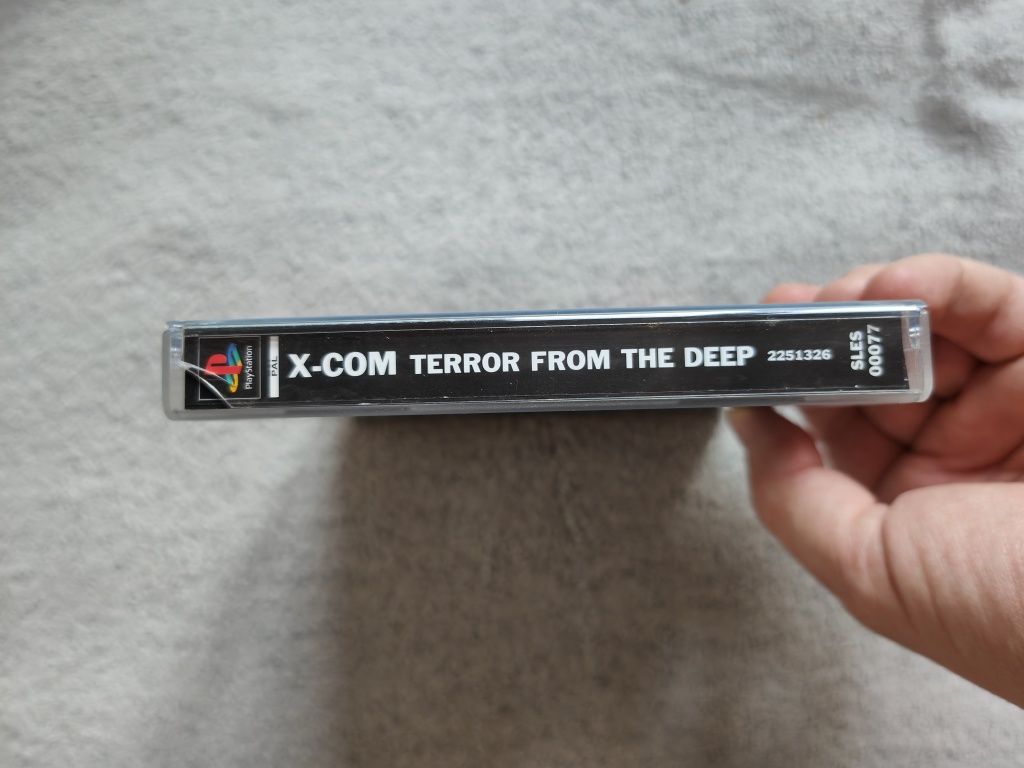 PlayStation
PAL
X-COM TERROR FROM THE DEEP 2251326
SLES
00077